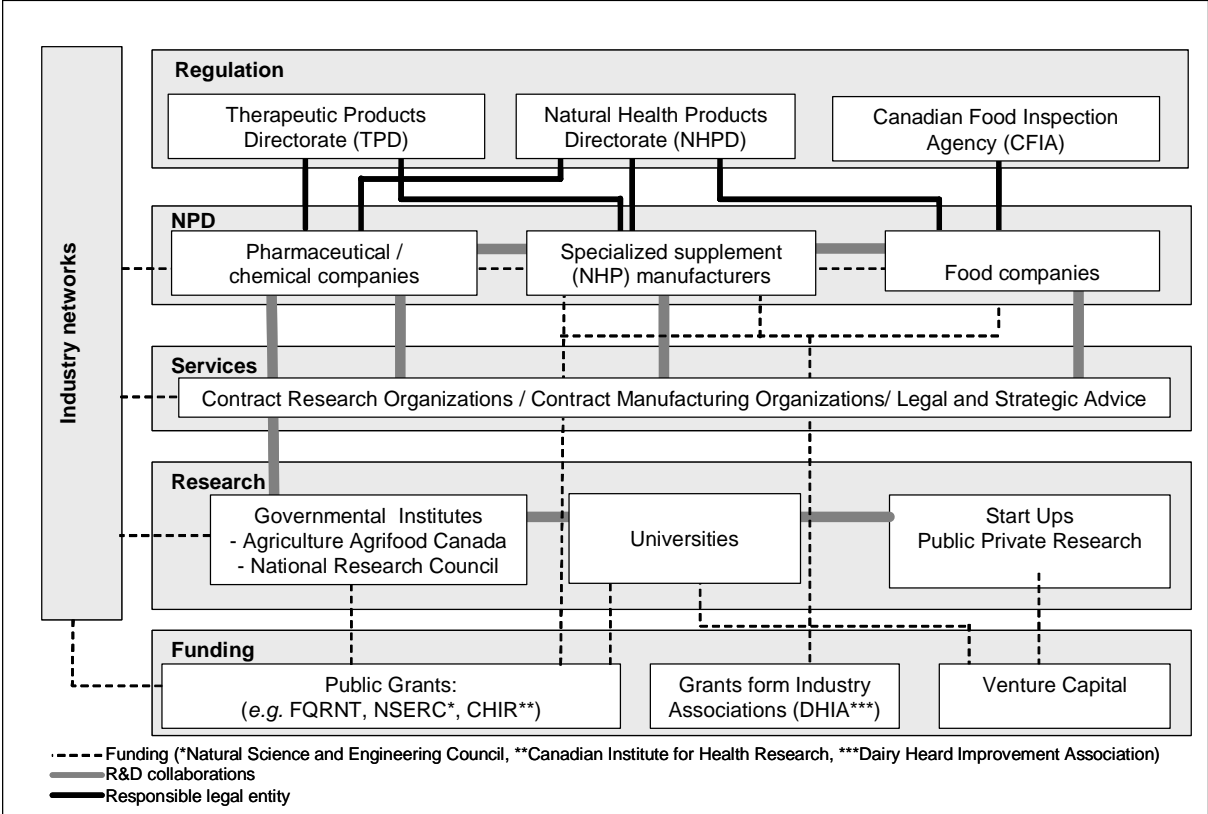 Industry networks
Regulation
Therapeutic Products
Directorate (TPD)
Natural Health Products
Directorate (NHPD)
Canadian Food Inspection
Agency (CFIA)
NPD
Pharmaceutical /
chemical companies
Specialized supplement
(NHP) manufacturers
Food companies
Services
Contract Research Organizations / Contract Manufacturing Organizations/ Legal and Strategic Advice
Research
Governmental Institutes
- Agriculture Agrifood Canada
- National Research Council
Universities
Start Ups
Public Private Research
Funding
Public Grants:
(e.g. FQRNT, NSERC*, CHIR**)
Grants form Industry
Associations (DHIA***)
Venture Capital
Funding (*Natural Science and Engineering Council, **Canadian Institute for Health Research, ***Dairy Heard Improvement Association)
R&D collaborations
Responsible legal entity